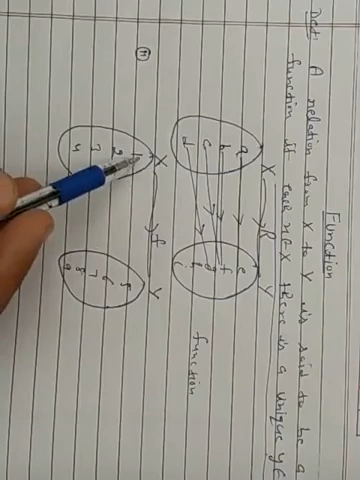 Function
Def: A relation from X to Y is said to be a
function if each x ∈ X there is a unique y ∈
X R Y
a e
b f
c g
d h
function
(ii)
X f Y
1 5
2 6
3 7
4 8
9